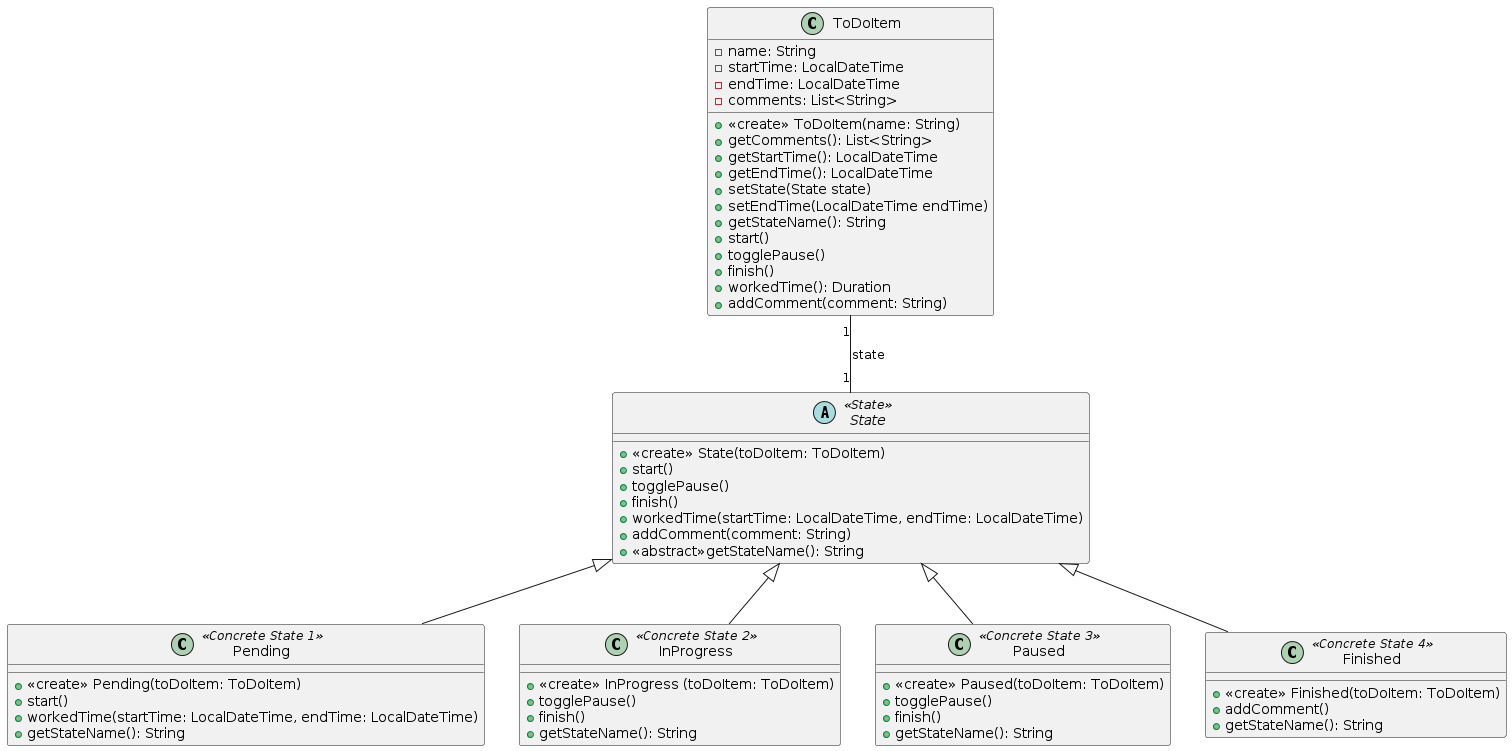 C ToDoItem
name: String
startTime: LocalDateTime
endTime: LocalDateTime
comments: List<String>
«create» ToDoItem(name: String)
getComments(): List<String>
getStartTime(): LocalDateTime
getEndTime(): LocalDateTime
setState(State state)
setEndTime(LocalDateTime endTime)
getStateName(): String
start()
togglePause()
finish()
workedTime(): Duration
addComment(comment: String)
1
state
1
«State»
A State
«create» State(toDoItem: ToDoItem)
start()
togglePause()
finish()
workedTime(startTime: LocalDateTime, endTime: LocalDateTime)
addComment(comment: String)
«abstract»getStateName(): String
«Concrete State 1»
C Pending
«create» Pending(toDoItem: ToDoItem)
start()
workedTime(startTime: LocalDateTime, endTime: LocalDateTime)
getStateName(): String
«Concrete State 2»
C InProgress
«create» InProgress (toDoItem: ToDoItem)
togglePause()
finish()
getStateName(): String
«Concrete State 3»
C Paused
«create» Paused(toDoItem: ToDoItem)
togglePause()
finish()
getStateName(): String
«Concrete State 4»
C Finished
«create» Finished(toDoItem: ToDoItem)
addComment()
getStateName(): String